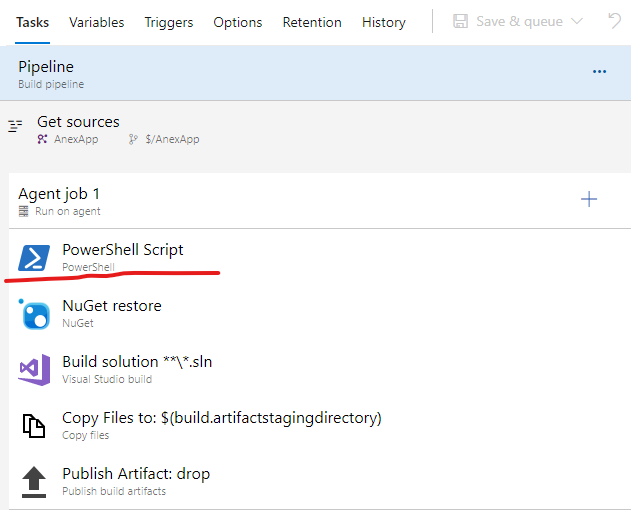 Tasks Variables Triggers Options Retention History Save & queue
Pipeline
Build pipeline
Get sources
AnexApp $/AnexApp
Agent job 1
Run on agent
PowerShell Script
PowerShell
NuGet restore
NuGet
Build solution **\*.sln
Visual Studio build
Copy Files to: $(build.artifactstagingdirectory)
Copy files
Publish Artifact: drop
Publish build artifacts